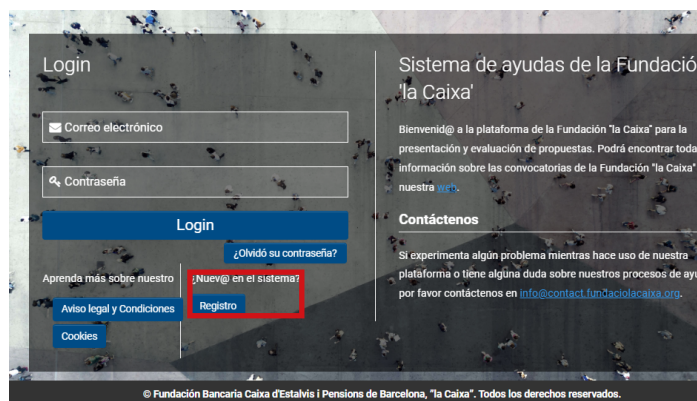 Login
Correo electrónico
Contraseña
Login
¿Olvidó su contraseña?
Aprenda más sobre nuestro
Aviso legal y Condiciones
Cookies
¿Nuev@ en el sistema?
Registro
Sistema de ayudas de la Fundació
'la Caixa'
Bienvenid@ a la plataforma de la Fundación "la Caixa" para la
presentación y evaluación de propuestas. Podrá encontrar toda
información sobre las convocatorias de la Fundación "la Caixa"
nuestra web.
Contáctenos
Si experimenta algún problema mientras hace uso de nuestra
plataforma o tiene alguna duda sobre nuestros procesos de ayu
por favor contáctenos en info@contact.fundaciolacaixa.org.
© Fundación Bancaria Caixa d'Estalvis i Pensions de Barcelona, "la Caixa". Todos los derechos reservados.